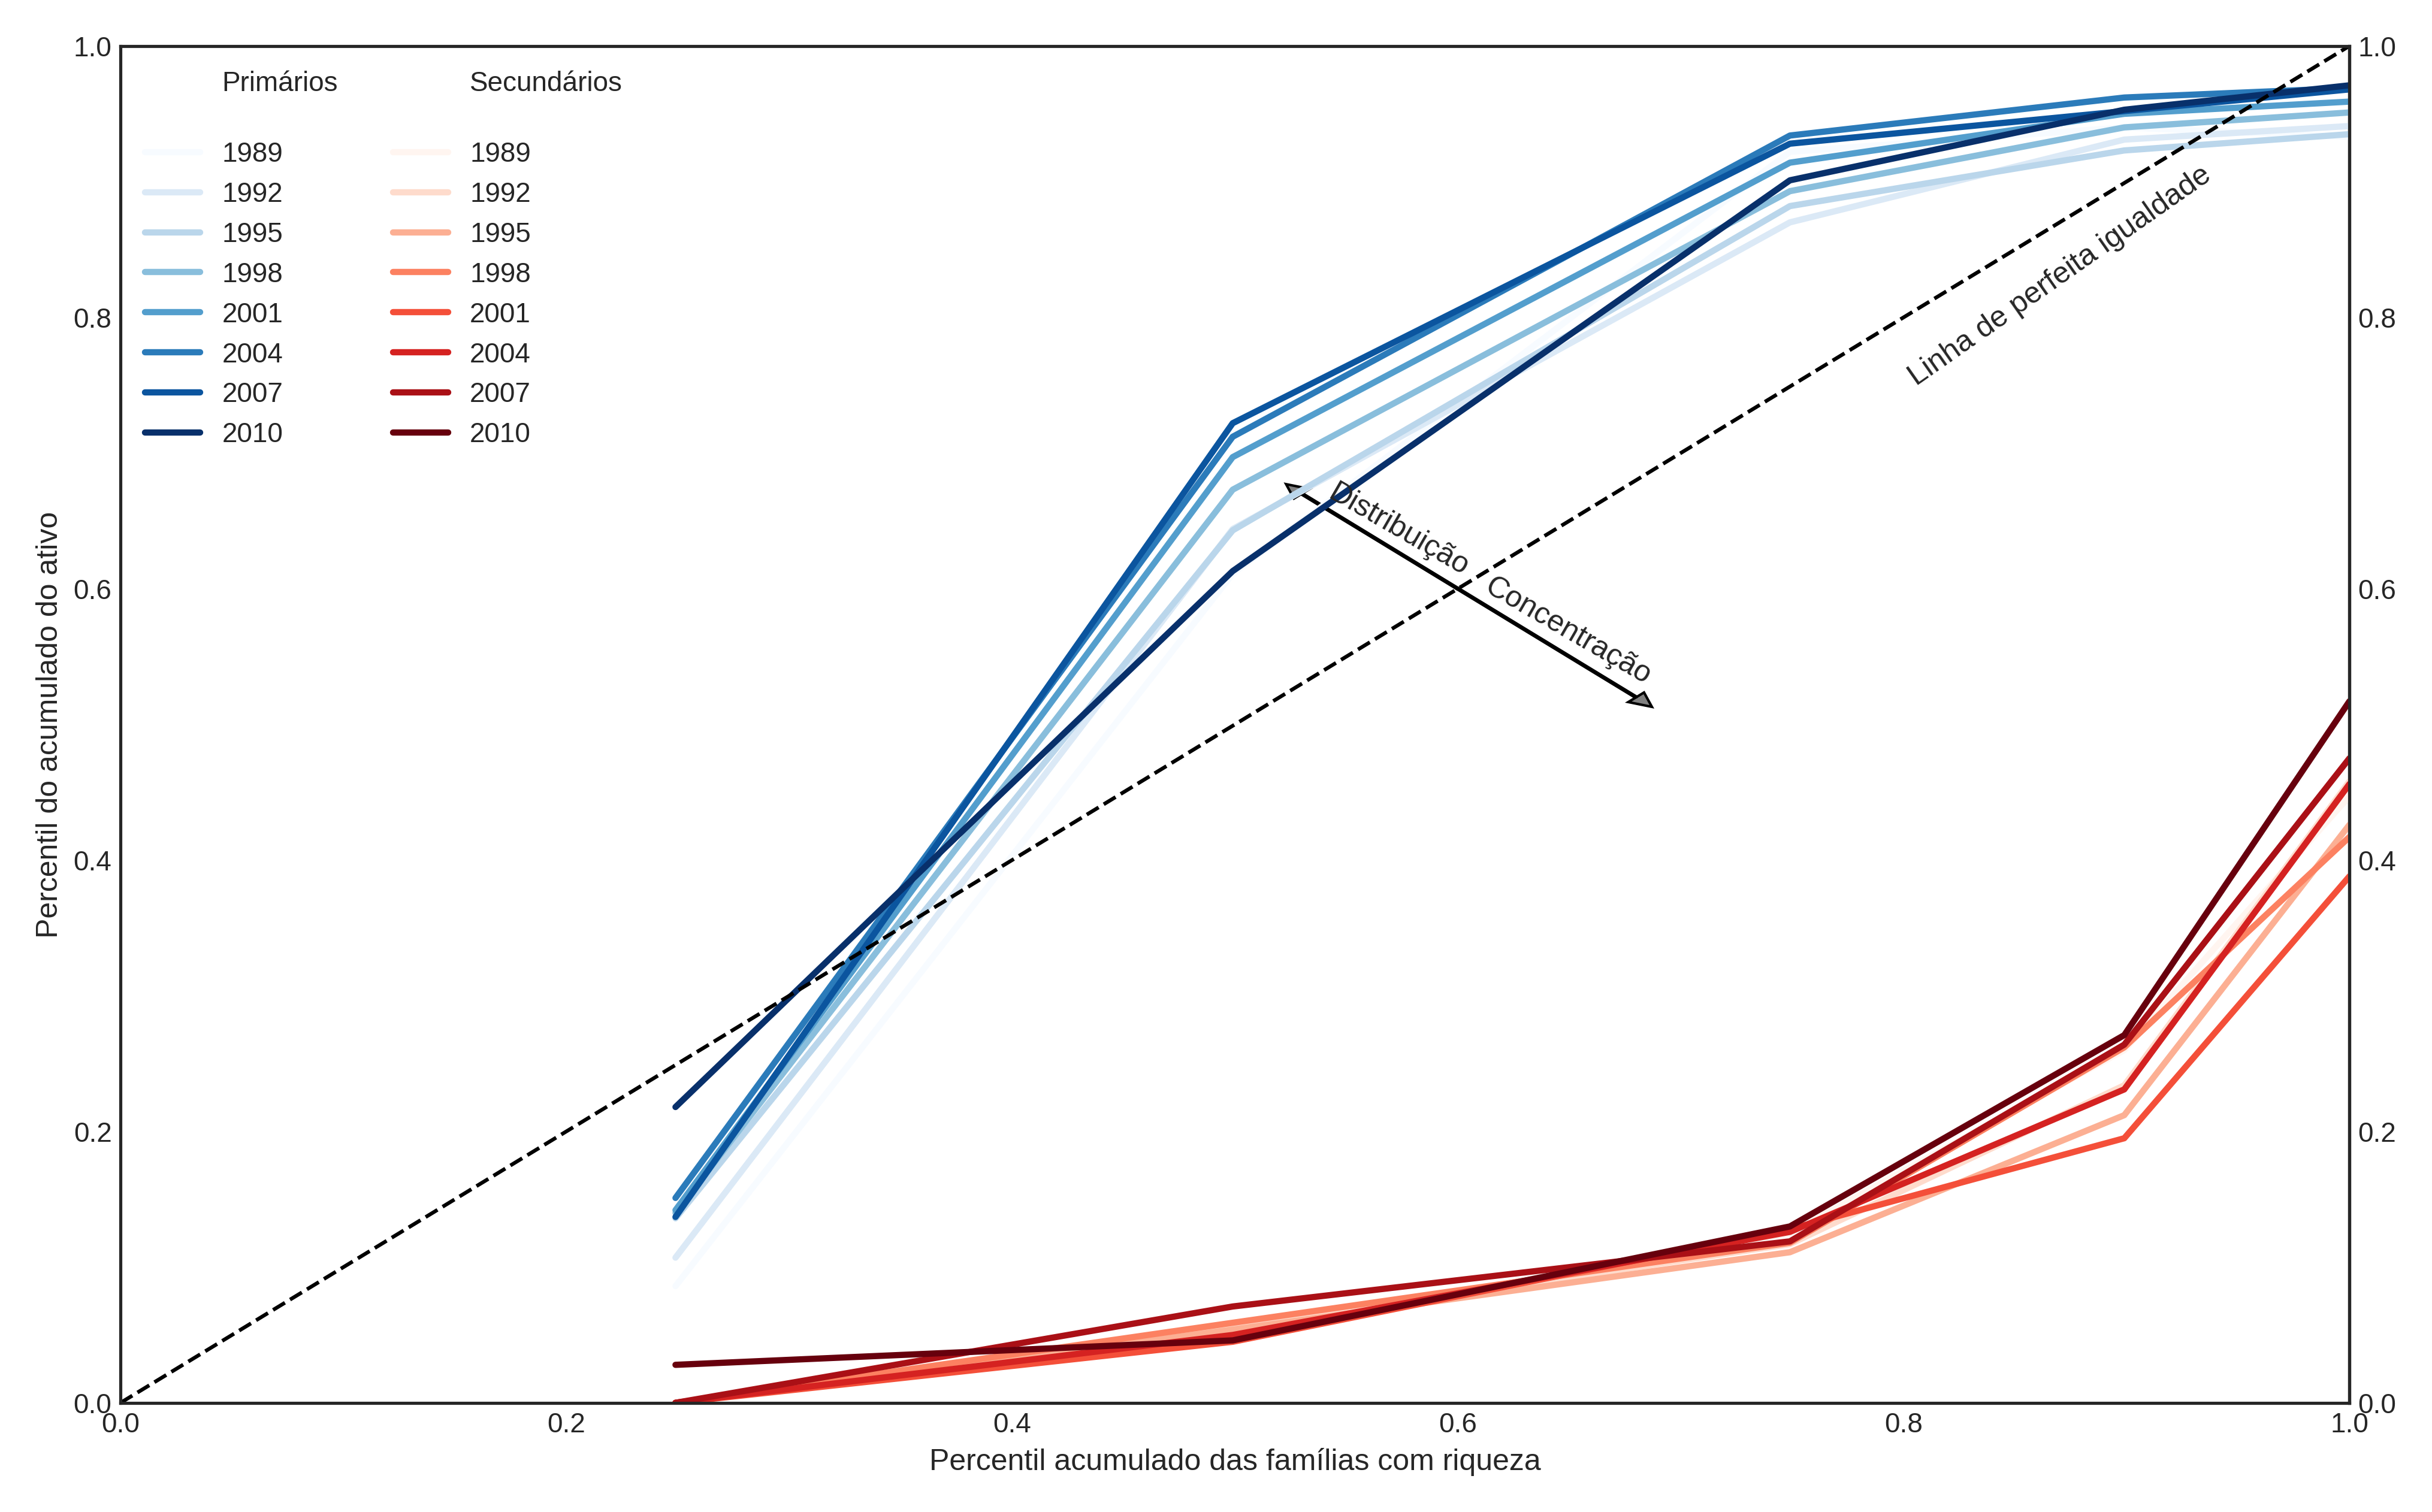 Primários Secundários
1989 1989
1992 1992
1995 1995
1998 1998
2001 2001
2004 2004
2007 2007
2010 2010
1.0
0.8
0.6
0.4
0.2
0.0
Percentil do acumulado do ativo
Linha de perfeita igualdade
Distribuição
Concentração
1.0
0.8
0.6
0.4
0.2
0.0
0.0 0.2 0.4 0.6 0.8 1.0
Percentil acumulado das famílias com riqueza